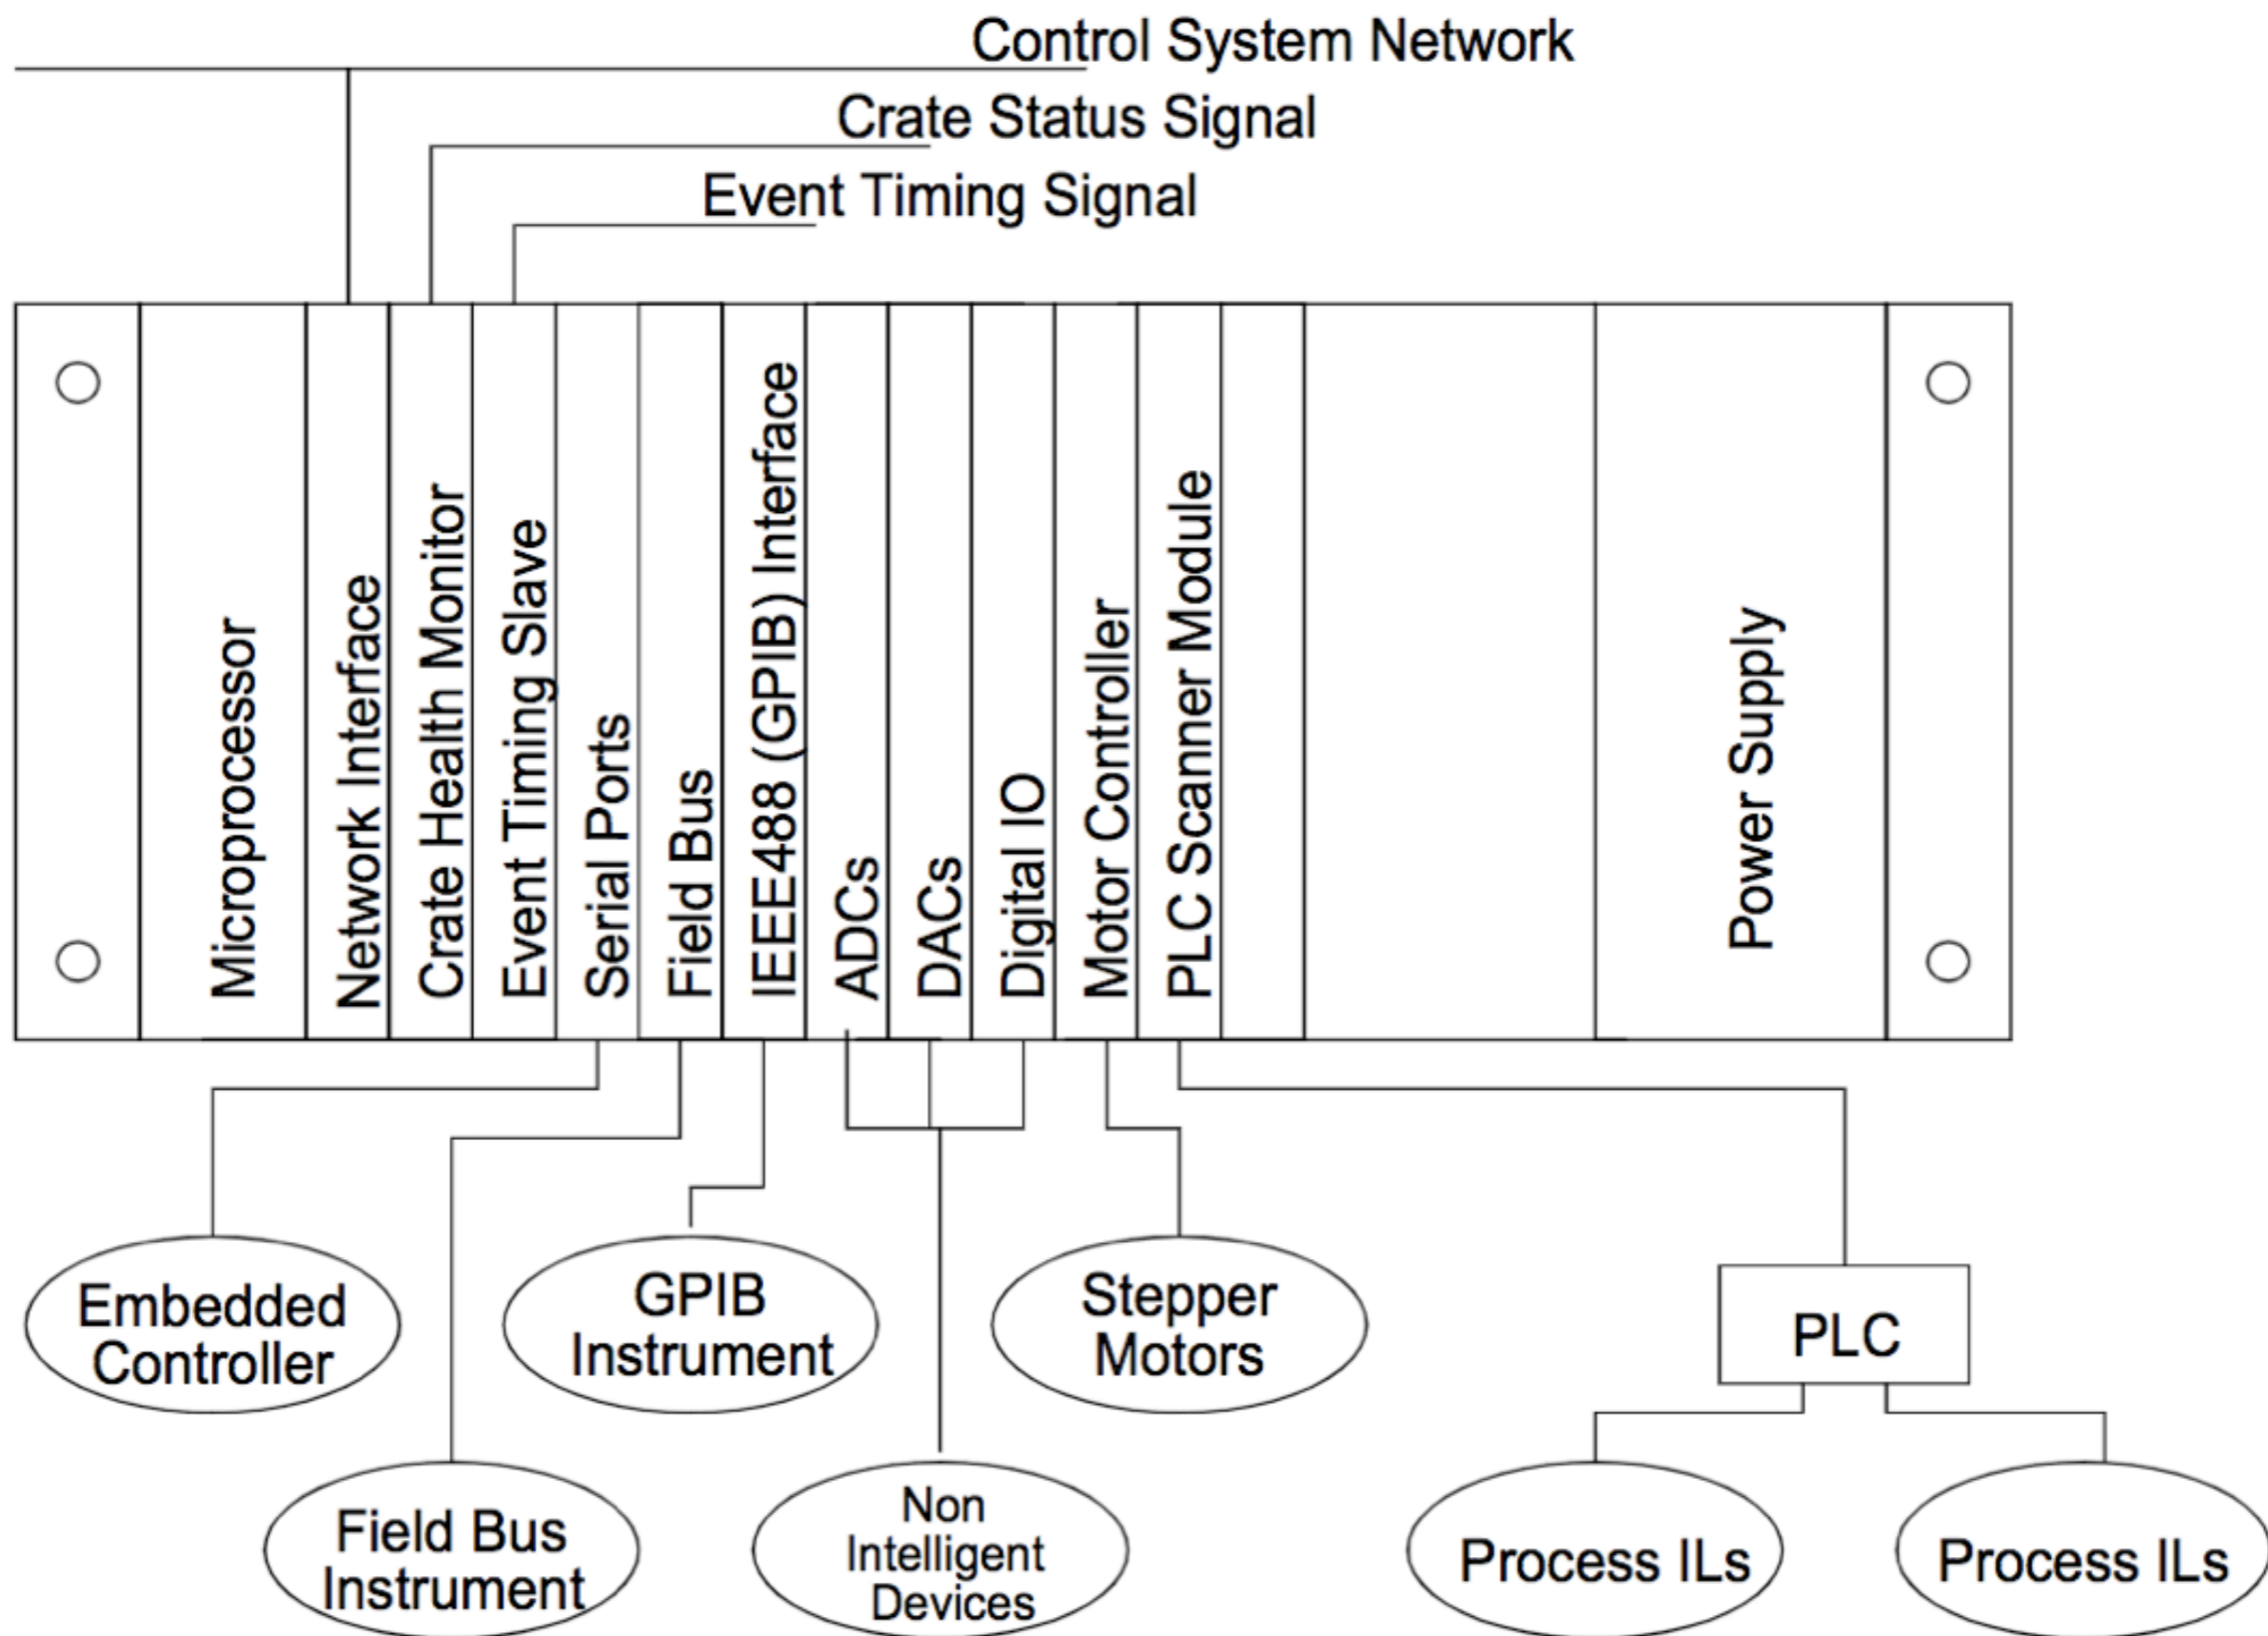 Control System Network
Crate Status Signal
Event Timing Signal
Microprocessor
Network Interface
Crate Health Monitor
Event Timing Slave
Serial Ports
Field Bus
IEEE488 (GPIB) Interface
ADCs
DACs
Digital IO
Motor Controller
PLC Scanner Module
Power Supply
Embedded
Controller
GPIB
Instrument
Stepper
Motors
PLC
Field Bus
Instrument
Non
Intelligent
Devices
Process ILs
Process ILs